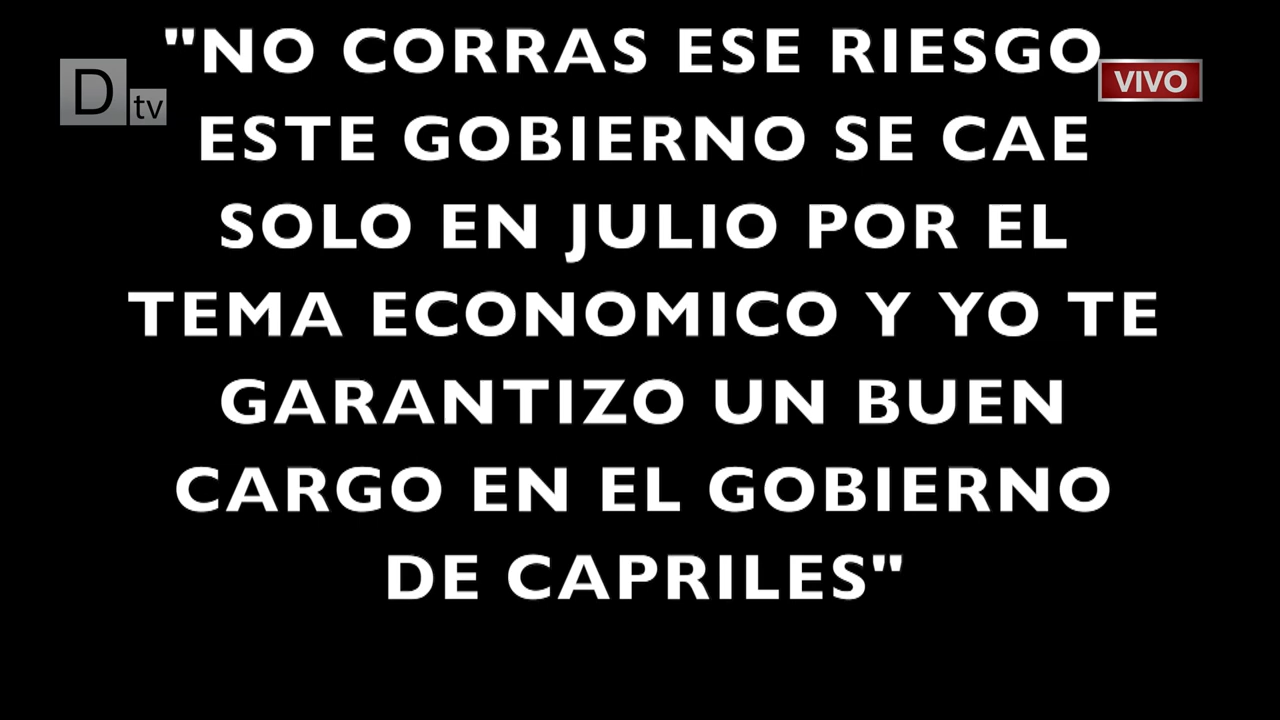 "NO CORRAS ESE RIESGO
D tv
VIVO
ESTE GOBIERNO SE CAE
SOLO EN JULIO POR EL
TEMA ECONOMICO Y YO TE
GARANTIZO UN BUEN
CARGO EN EL GOBIERNO
DE CAPRILES"